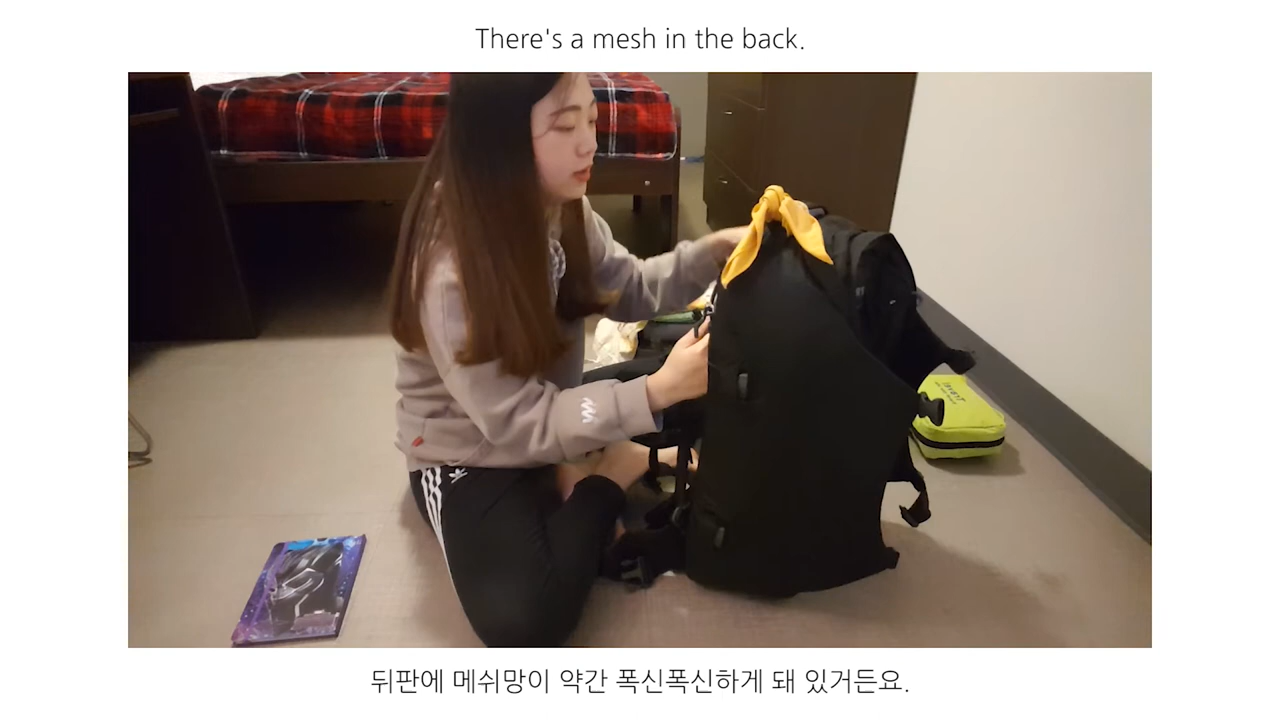 There's a mesh in the back.
Travel
뒤판에 메쉬망이 약간 폭신폭신하게 돼 있거든요.